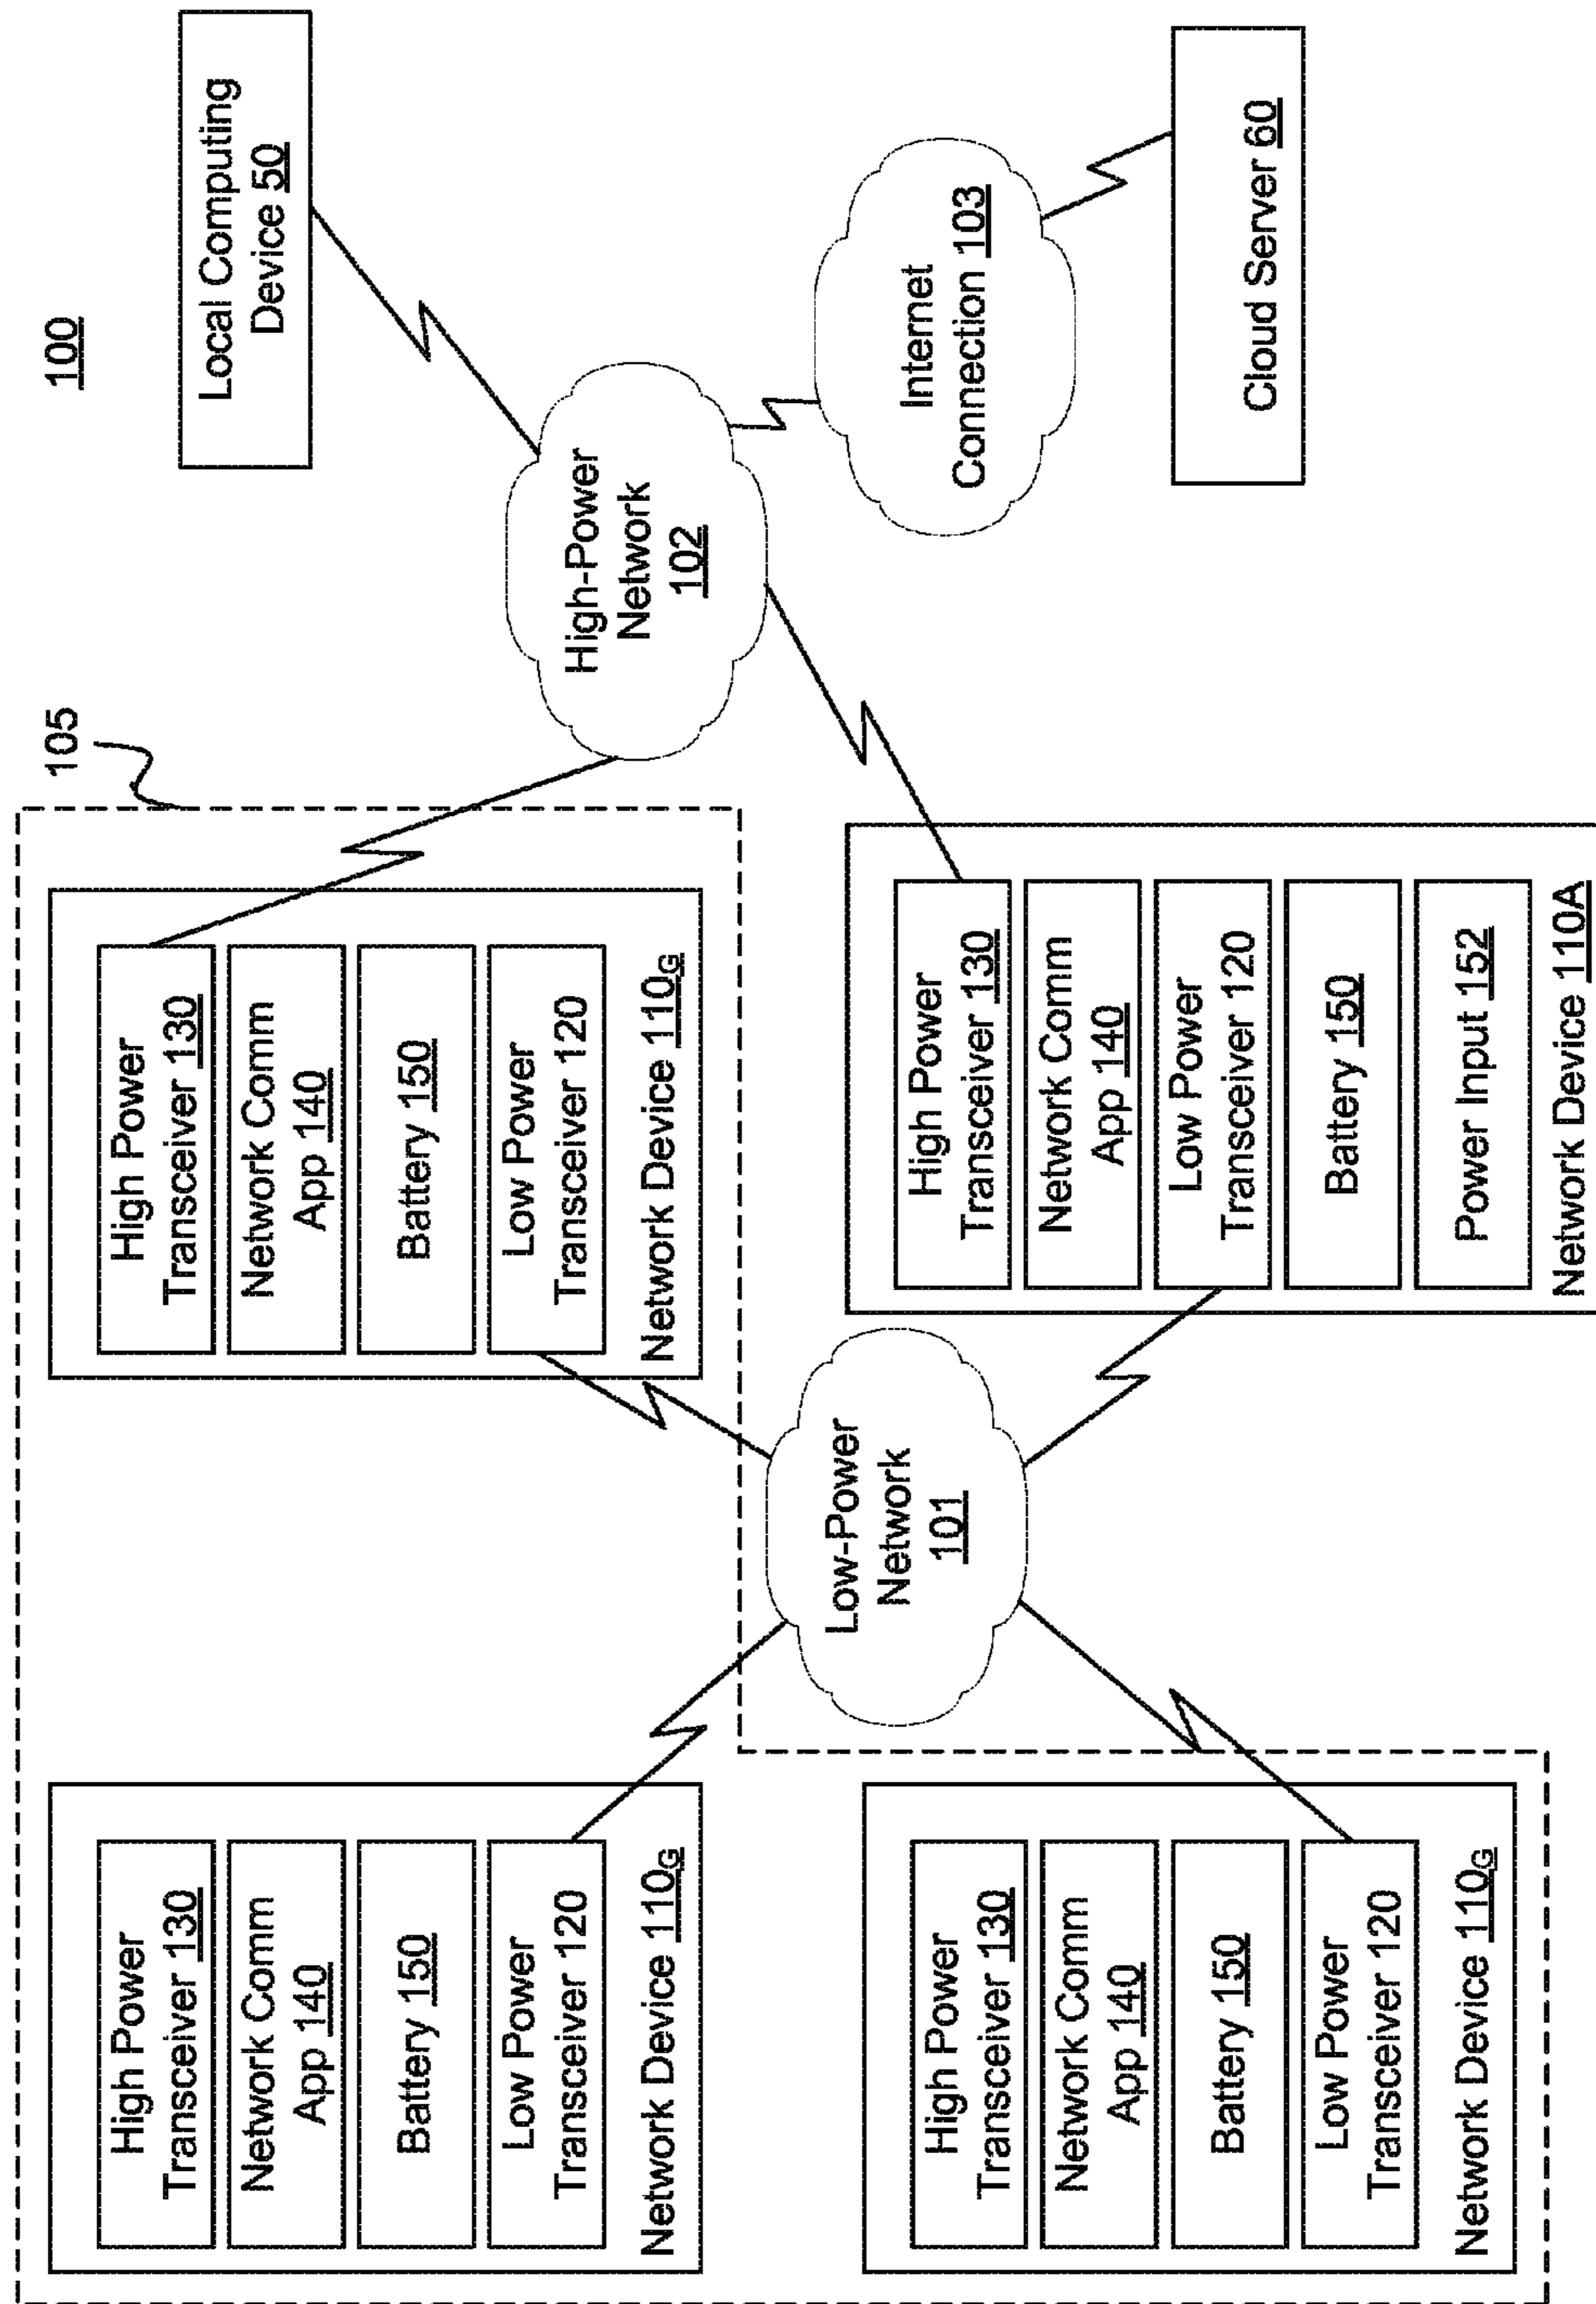 100
105
High Power
Transceiver 130
Network Comm
App 140
Battery 150
Low Power
Transceiver 120
Network Device 110G
High Power
Transceiver 130
Network Comm
App 140
Battery 150
Low Power
Transceiver 120
Network Device 110G
Local Computing
Device 50
High-Power
Network
102
Low-Power
Network
101
Internet
Connection 103
High Power
Transceiver 130
Network Comm
App 140
Battery 150
Low Power
Transceiver 120
Network Device 110G
High Power
Transceiver 130
Network Comm
App 140
Low Power
Transceiver 120
Battery 150
Power Input 152
Network Device 110A
Cloud Server 60